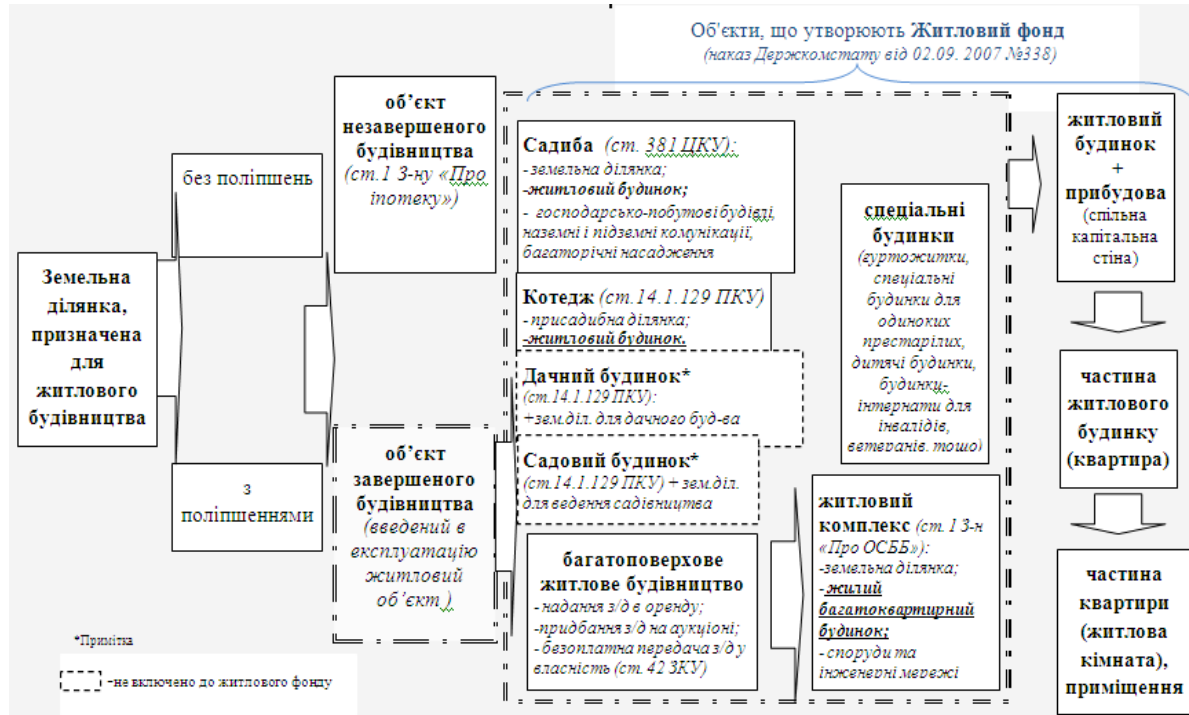 Об'єкти, що утворюють Житловий фонд
(наказ Держкомстату від 02.09. 2007 №338)
Земельна
ділянка,
призначена
для
житлового
будівництва
без поліпшень
з
поліпшеннями
об’єкт
незавершеного
будівництва
(ст.1 З-ну «Про
іпотеку»)
об’єкт
завершеного
будівництва
(введений в
експлуатацію
житловий
об’єкт )
Садиба (ст. 381 ЦКУ):
-земельна ділянка;
-житловий будинок;
- господарсько-побутові будівлі,
наземні і підземні комунікації,
багаторічні насадження
Котедж (ст.14.1.129 ПКУ)
-присадибна ділянка;
-житловий будинок.
Дачний будинок*
(ст.14.1.129 ПКУ):
+зем.діл. для дачного буд-ва
Садовий будинок*
(ст.14.1.129 ПКУ) + зем.діл.
для ведення садівництва
багатоповерхове
житлове будівництво
-надання з/д в оренду;
-придбання з/д на аукціоні;
-безоплатна передача з/д у
власність (ст. 42 ЗКУ)
спеціальні
будинки
(гуртожитки,
спеціальні
будинки для
одиноких
престарілих,
дитячі будинки,
будинки-
інтернати для
інвалідів,
ветеранів, тощо)
житловий
комплекс (ст. 1 З-н
«Про ОСББ»):
-земельна ділянка;
-жилий
багатоквартирний
будинок;
-споруди та
інженерні мережі
житловий
будинок
+
прибудова
(спільна
капітальна
стіна)
частина
житлового
будинку
(квартира)
частина
квартири
(житлова
кімната),
приміщення
*Примітка
-не включено до житлового фонду